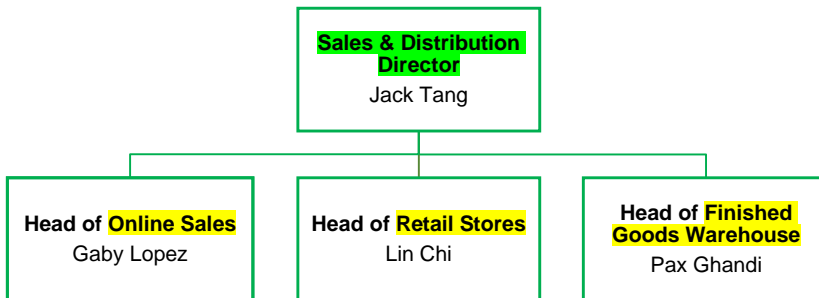 Sales & Distribution
Director
Jack Tang
Head of Online Sales
Gaby Lopez
Head of Retail Stores
Lin Chi
Head of Finished
Goods Warehouse
Pax Ghandi